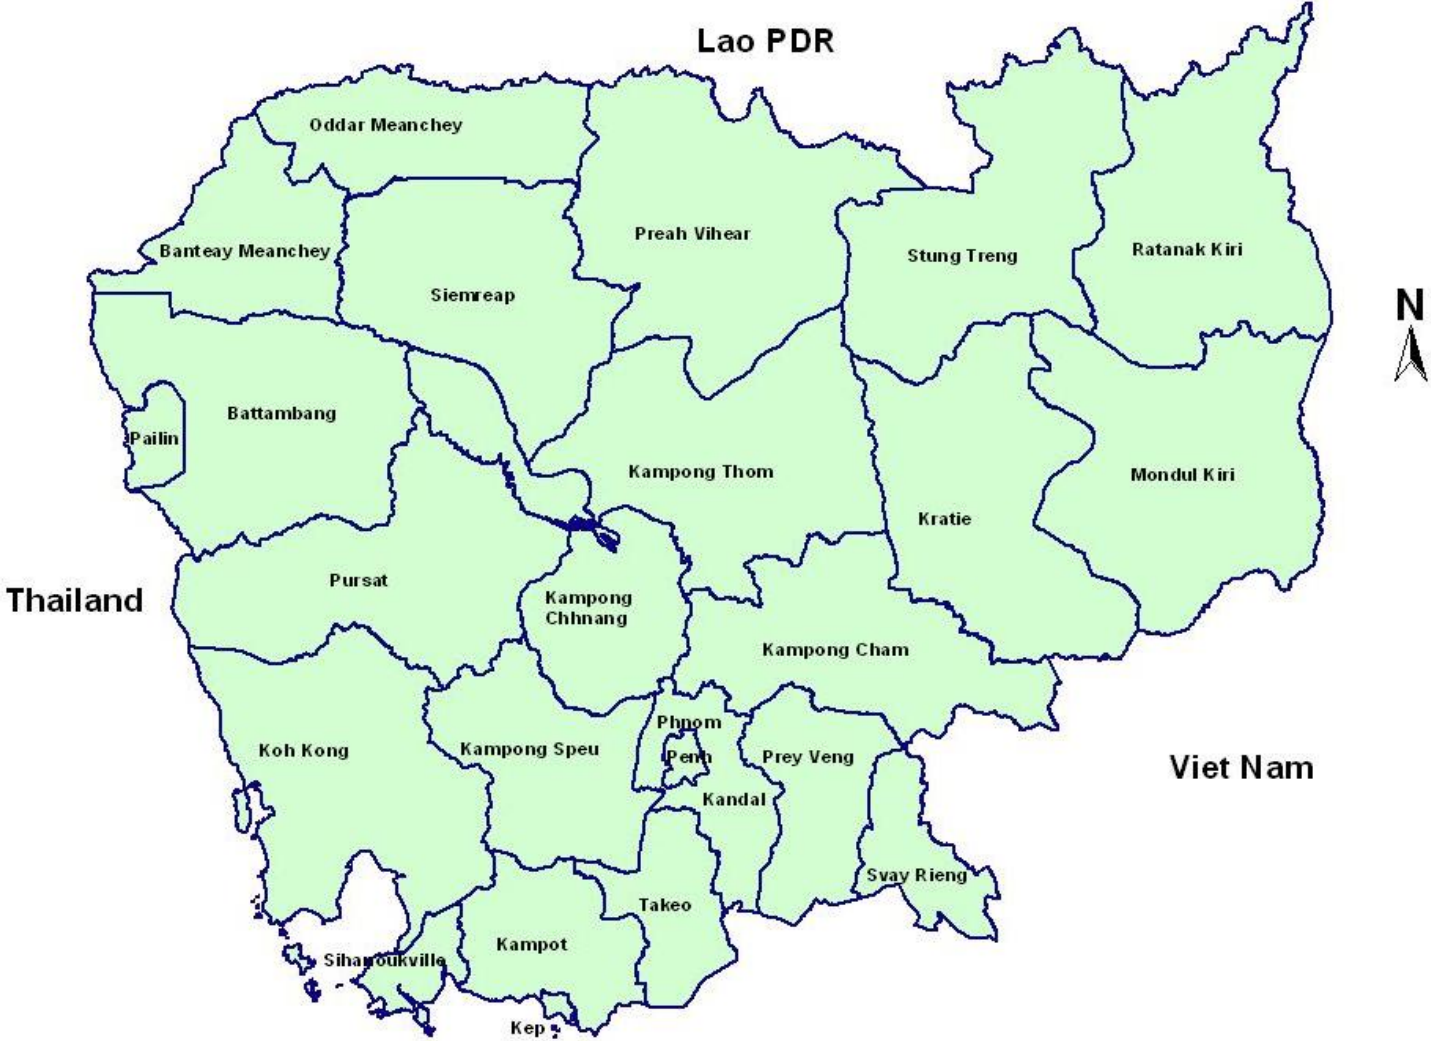 Lao PDR
Oddar Meanchey
Preah Vihear
Banteay Meanchey
Stung Treng
Ratanak Kiri
Siemreap
N
Battambang
Pailin
Kampong Thom
Mondul Kiri
Kratie
Pursat
Thailand
Kampong
Chhnang
Kampong Cham
Koh Kong
Kampong Speu
Phnom
Penh
Prey Veng
Viet Nam
Kandal
Svay Rieng
Takeo
Kampot
Sihanoukville
Kep